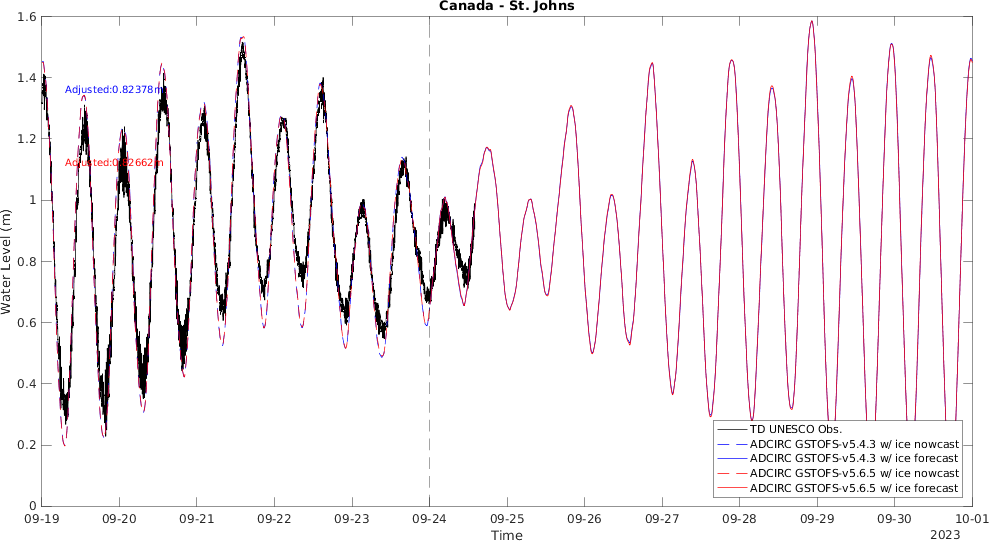 Canada - St. Johns
1.6
1.4
1.2
1
0.8
0.6
0.4
0.2
0
Water Level (m)
Adjusted:0.82378m
Adjusted:0.82662m
TD UNESCO Obs.
ADCIRC GSTOFS-v5.4.3 w/ ice nowcast
ADCIRC GSTOFS-v5.4.3 w/ ice forecast
ADCIRC GSTOFS-v5.6.5 w/ ice nowcast
ADCIRC GSTOFS-v5.6.5 w/ ice forecast
09-19 09-20 09-21 09-22 09-23 09-24 09-25 09-26 09-27 09-28 09-29 09-30 10-01
Time
2023